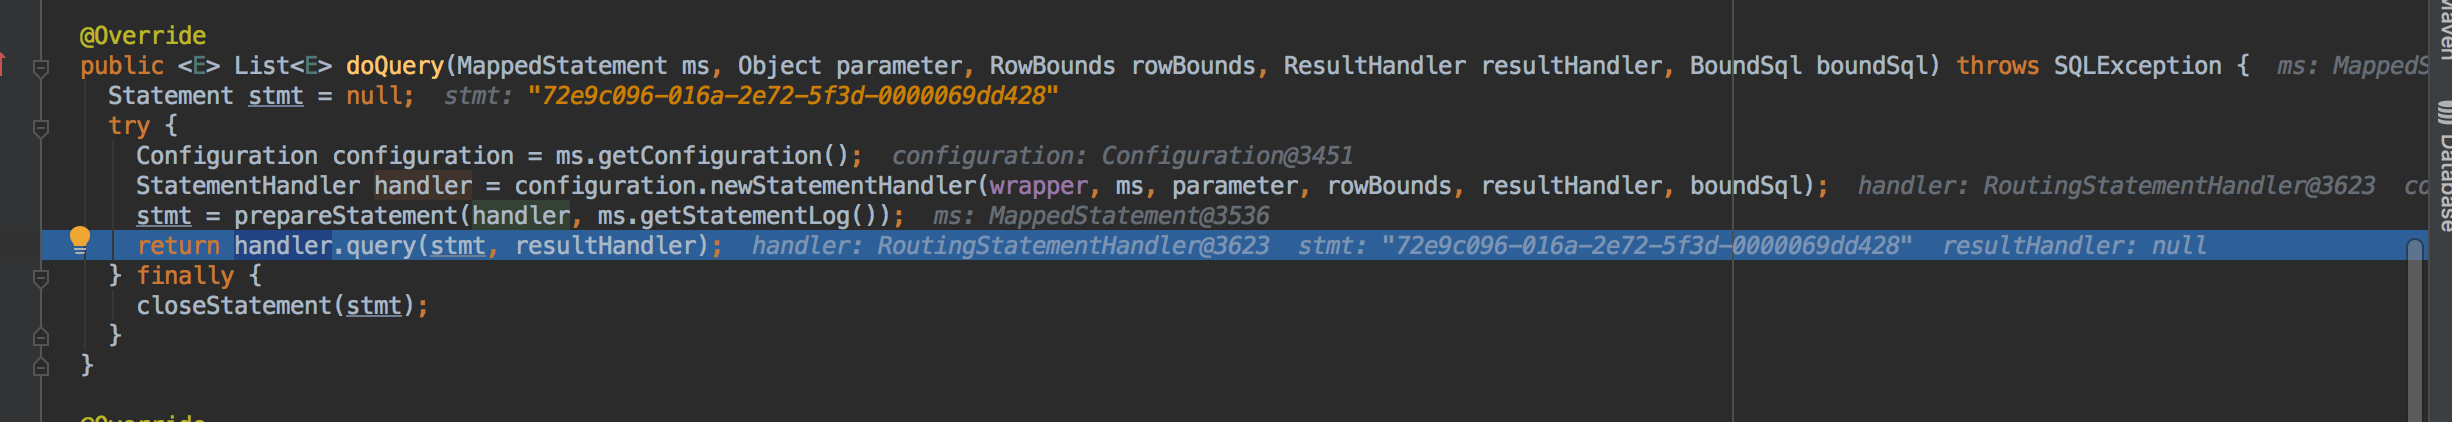 @Override
public <E> List<E> doQuery(MappedStatement ms, Object parameter, RowBounds rowBounds, ResultHandler resultHandler, BoundSql boundSql) throws SQLException {  ms: MappedS
Statement stmt = null;  stmt: "72e9c096-016a-2e72-5f3d-0000069dd428"
try {
Configuration configuration = ms.getConfiguration();  configuration: Configuration@3451
StatementHandler handler = configuration.newStatementHandler(wrapper, ms, parameter, rowBounds, resultHandler, boundSql);  handler: RoutingStatementHandler@3623  co
stmt = prepareStatement(handler, ms.getStatementLog());  ms: MappedStatement@3536
return handler.query(stmt, resultHandler);  handler: RoutingStatementHandler@3623  stmt: "72e9c096-016a-2e72-5f3d-0000069dd428"  resultHandler: null
} finally {
closeStatement(stmt);
}
}
@Override
Maven
Database